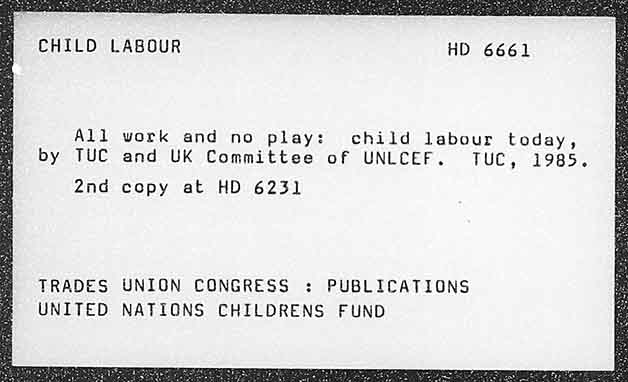 CHILD LABOUR HD 6661
All work and no play: child labour today,
by TUC and UK Committee of UNLCEF. TUC, 1985.
2nd copy at HD 6231
TRADES UNION CONGRESS : PUBLICATIONS
UNITED NATIONS CHILDRENS FUND